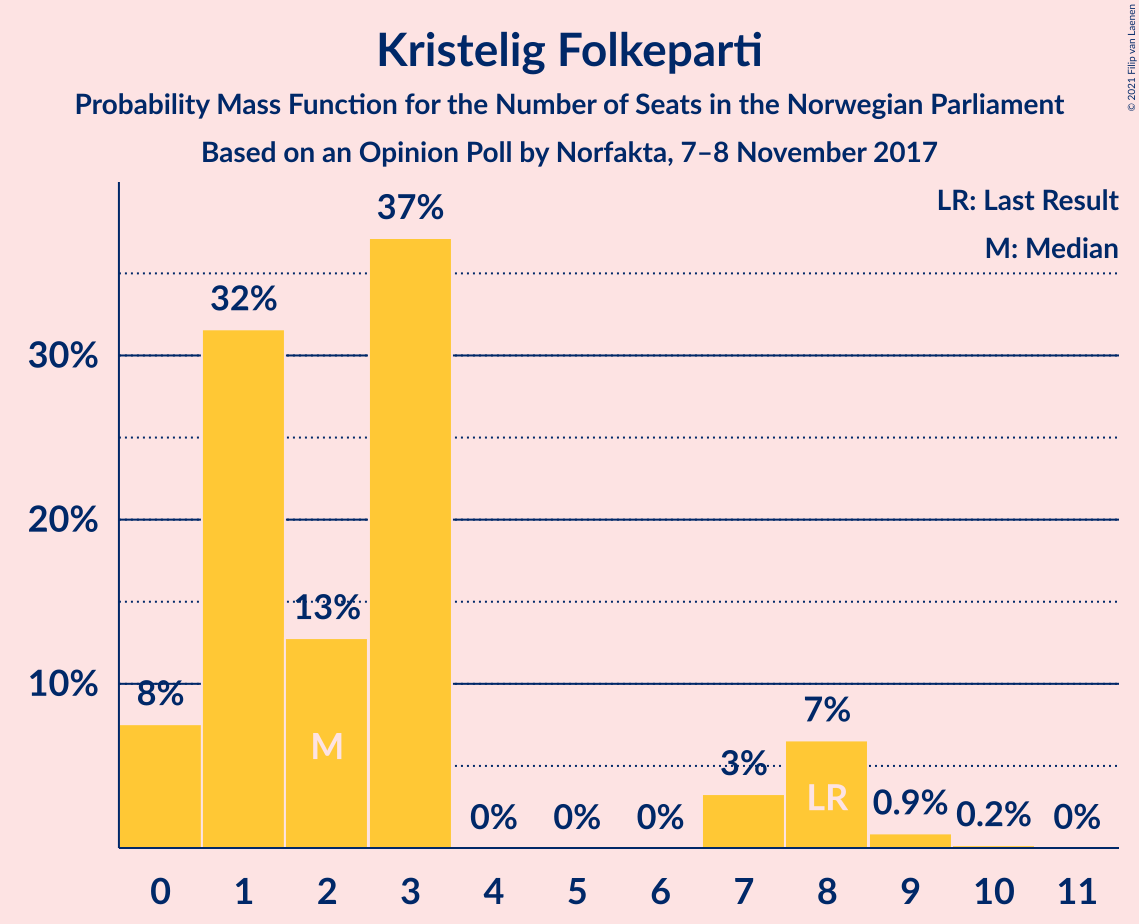 Kristelig Folkeparti
Probability Mass Function for the Number of Seats in the Norwegian Parliament
Based on an Opinion Poll by Norfakta, 7–8 November 2017
© 2021 Filip van Laenen
LR: Last Result
M: Median
37%
32%
30%
20%
13%
10%
8%
7%
3%
M
LR
0.9%
0.2%
0%
0%
0%
0%
0 1 2 3 4 5 6 7 8 9 10 11